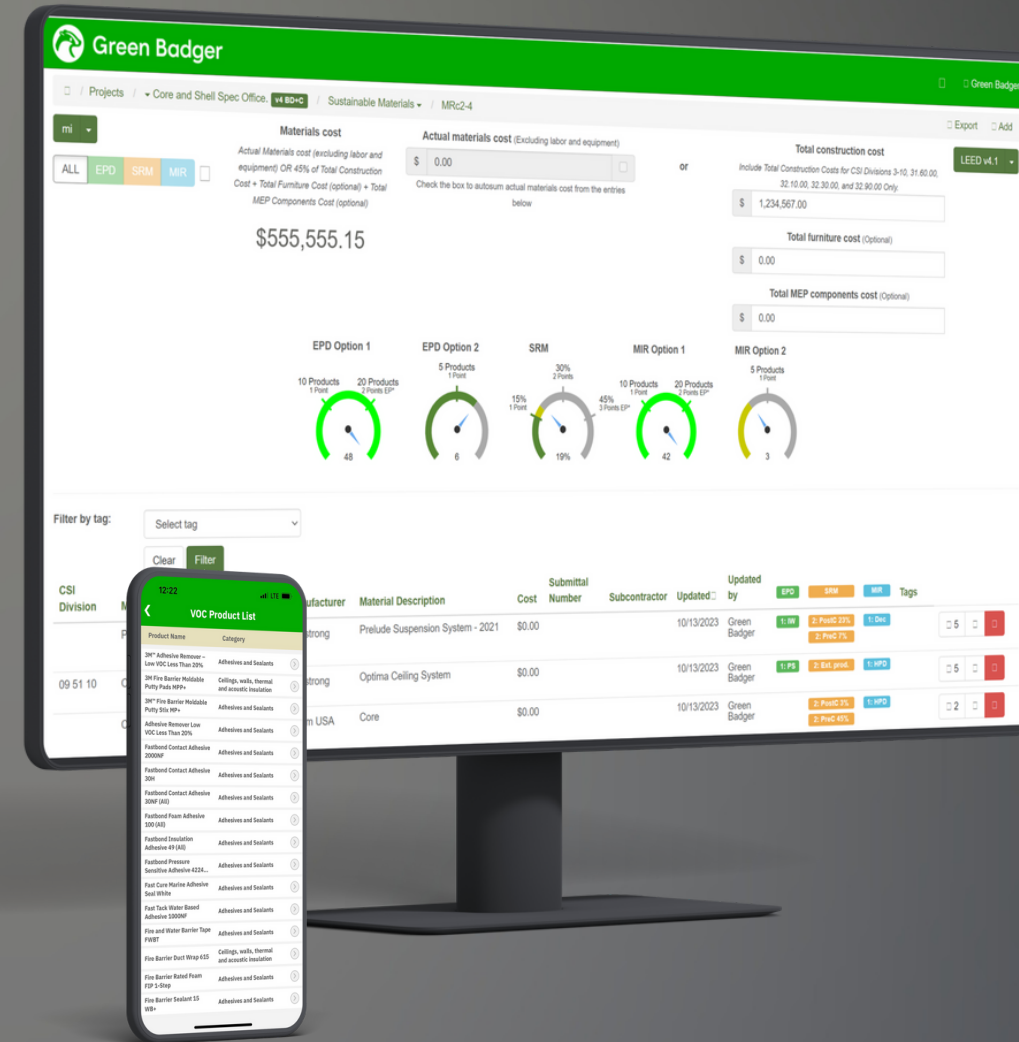 Green Badger
Green Badger
/ Projects / Core and Shell Spec Office. v4 BD+C / Sustainable Materials / MRc2-4
Export Add
mi
ALL EPD SRM MIR
Materials cost
Actual Materials cost (excluding labor and
equipment) OR 45% of Total Construction
Cost + Total Furniture Cost (optional) + Total
MEP Components Cost (optional)
$555,555.15
Actual materials cost (Excluding labor and equipment)
$ 0.00
Check the box to autosum actual materials cost from the entries
below
or
Total construction cost
Include Total Construction Costs for CSI Divisions 3-10, 31.60.00,
32.10.00, 32.30.00, and 32.90.00 Only.
$ 1,234,567.00
Total furniture cost (Optional)
$ 0.00
Total MEP components cost (Optional)
$ 0.00
LEED v4.1
EPD Option 1
10 Products
1 Point
20 Products
2 Points EP*
48
EPD Option 2
5 Products
1 Point
6
SRM
15%
1 Point
30%
2 Points
45%
3 Points EP*
19%
MIR Option 1
10 Products
1 Point
20 Products
2 Points EP*
42
MIR Option 2
5 Products
1 Point
3
Filter by tag:
Select tag
Clear Filter
CSI
Division
M
ufacturer
Material Description
Cost
Submittal
Number
Subcontractor
Updated
Updated
by
EPD
SRM
MIR
Tags
P
strong
Prelude Suspension System - 2021
$0.00
10/13/2023
Green
Badger
1: IW
2: PostC 23%
2: PreC 7%
1: Dec
5
09 51 10
strong
Optima Ceiling System
$0.00
10/13/2023
Green
Badger
1: PS
2: Ext. prod.
1: HPD
5
m USA
Core
$0.00
10/13/2023
Green
Badger
2: PostC 3%
2: PreC 45%
1: HPD
2
12:22
LTE
VOC Product List
Product Name Category
3M™ Adhesive Remover –
Low VOC Less Than 20%
Adhesives and Sealants
3M Fire Barrier Moldable
Putty Pads MPP+
Ceilings, walls, thermal
and acoustic insulation
3M™ Fire Barrier Moldable
Putty Stix MP+
Adhesives and Sealants
Adhesive Remover Low
VOC Less Than 20%
Adhesives and Sealants
Fastbond Contact Adhesive
2000NF
Adhesives and Sealants
Fastbond Contact Adhesive
30H
Adhesives and Sealants
Fastbond Contact Adhesive
30NF (All)
Adhesives and Sealants
Fastbond Foam Adhesive
100 (All)
Adhesives and Sealants
Fastbond Insulation
Adhesive 49 (All)
Adhesives and Sealants
Fastbond Pressure
Sensitive Adhesive 4224...
Adhesives and Sealants
Fast Cure Marine Adhesive
Seal White
Adhesives and Sealants
Fast Tack Water Based
Adhesive 1000NF
Adhesives and Sealants
Fire and Water Barrier Tape
FWBT
Adhesives and Sealants
Fire Barrier Duct Wrap 615
Ceilings, walls, thermal
and acoustic insulation
Fire Barrier Rated Foam
FIP 1-Step
Adhesives and Sealants
Fire Barrier Sealant 15
WB+
Adhesives and Sealants